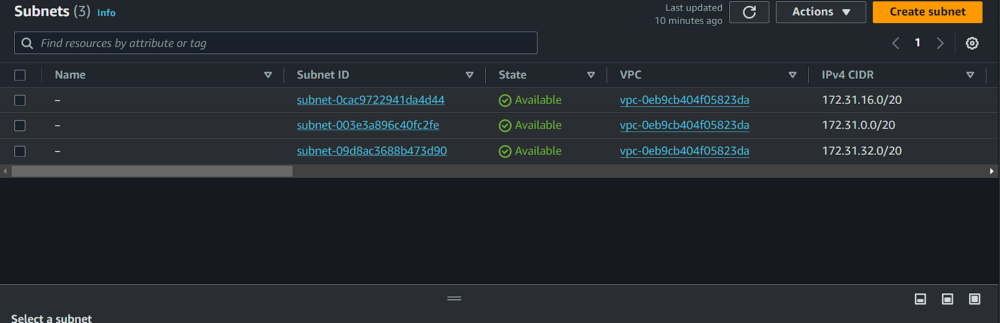 Subnets (3) Info
Last updated
10 minutes ago
Actions
Create subnet
Find resources by attribute or tag
1
Name Subnet ID State VPC IPv4 CIDR
– subnet-0cac9722941da4d44 Available vpc-0eb9cb404f05823da 172.31.16.0/20
– subnet-003e3a896c40fc2fe Available vpc-0eb9cb404f05823da 172.31.0.0/20
– subnet-09d8ac3688b473d90 Available vpc-0eb9cb404f05823da 172.31.32.0/20
Select a subnet